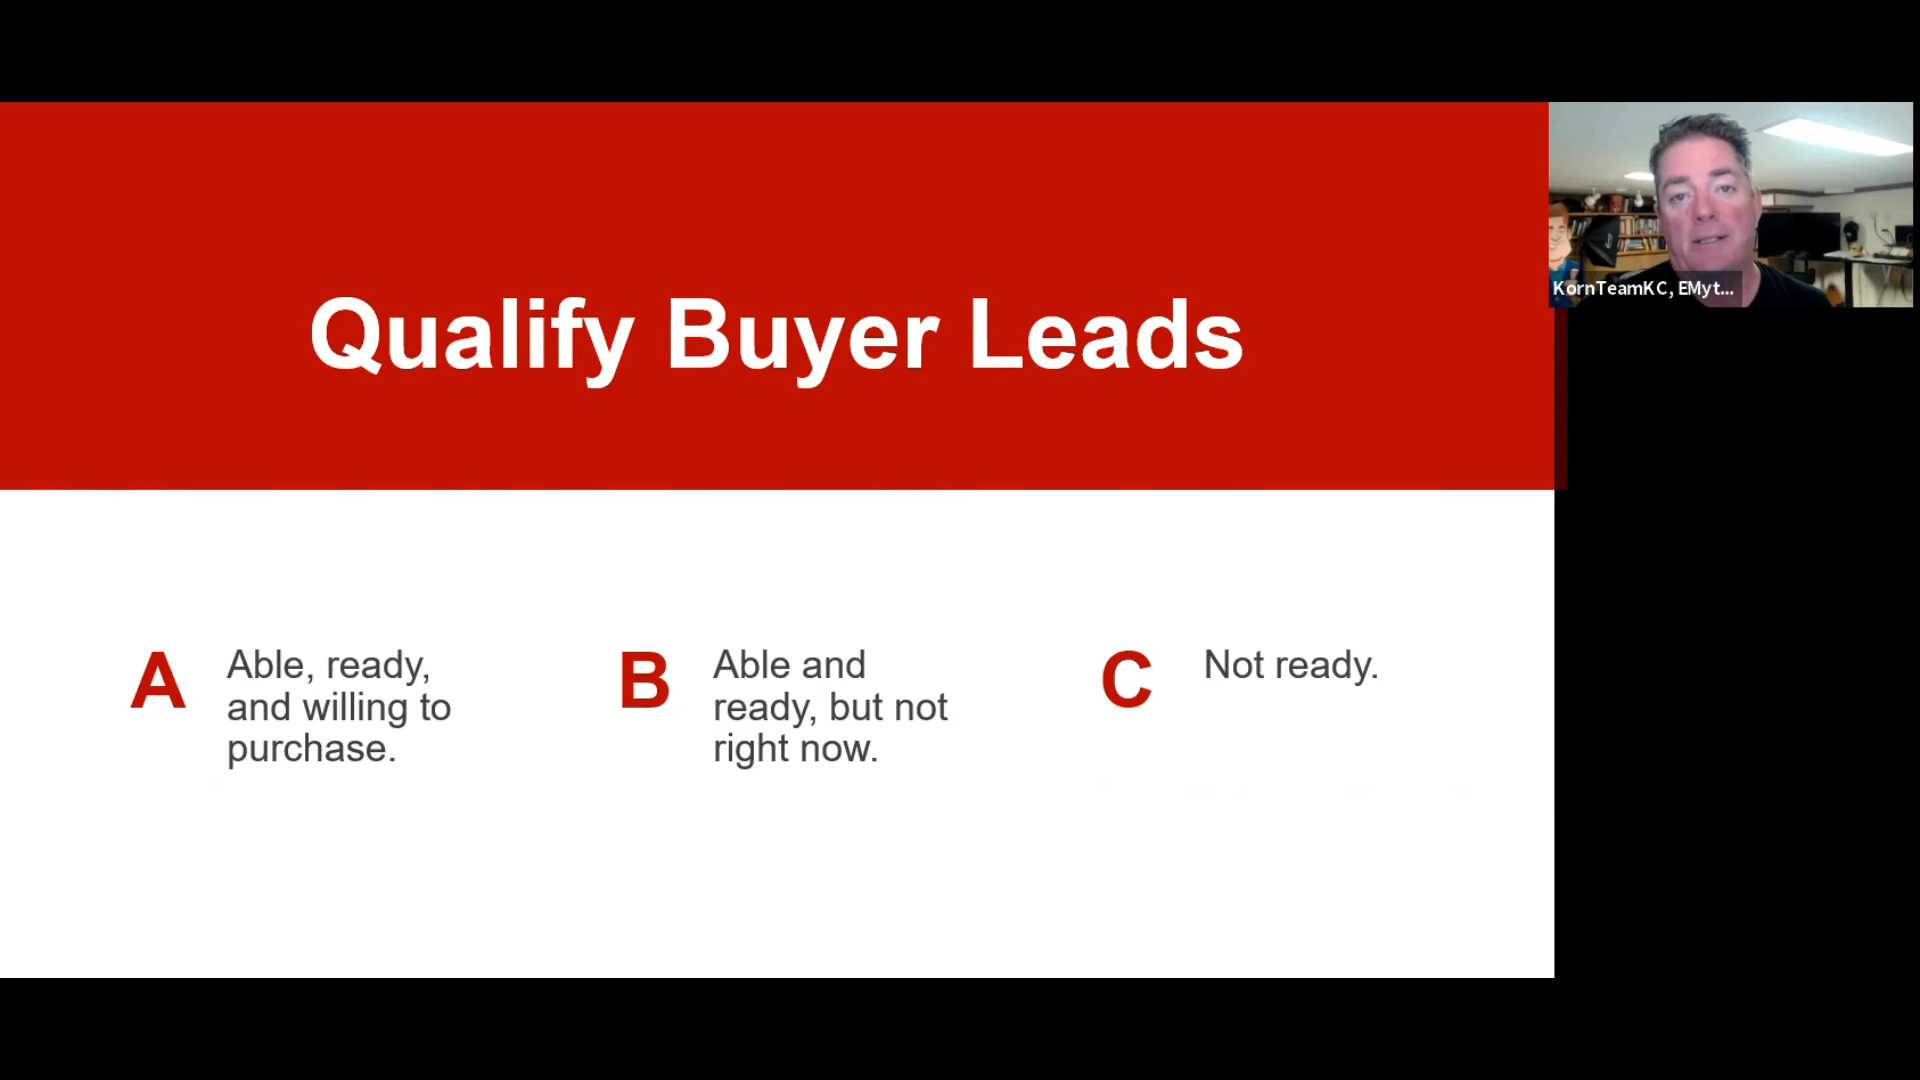 Qualify Buyer Leads
A
Able, ready,
and willing to
purchase.
B
Able and
ready, but not
right now.
C
Not ready.
KornTeamKC, EMyt...